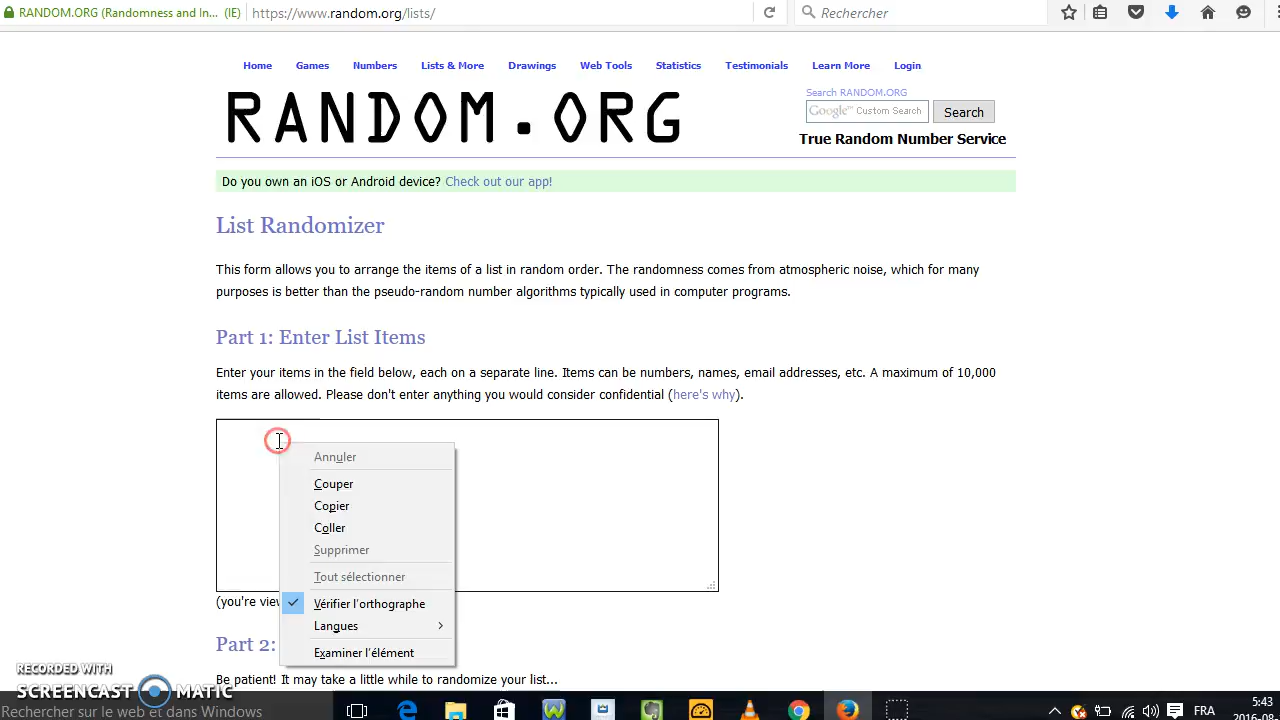 RANDOM.ORG (Randomness and In... (IE) https://www.random.org/lists/ Rechercher
Home Games Numbers Lists & More Drawings Web Tools Statistics Testimonials Learn More Login
Search RANDOM.ORG
RANDOM.ORG
Google™ Custom Search Search
True Random Number Service
Do you own an iOS or Android device? Check out our app!
List Randomizer
This form allows you to arrange the items of a list in random order. The randomness comes from atmospheric noise, which for many
purposes is better than the pseudo-random number algorithms typically used in computer programs.
Part 1: Enter List Items
Enter your items in the field below, each on a separate line. Items can be numbers, names, email addresses, etc. A maximum of 10,000
items are allowed. Please don't enter anything you would consider confidential (here's why).
Annuler
Couper
Copier
Coller
Supprimer
Tout sélectionner
Vérifier l'orthographe
(you're view
Langues
Part 2:
Examiner l'élément
Be patient! It may take a little while to randomize your list...
RECORDED WITH
SCREENCAST MATIC
Rechercher sur le web et dans Windows
FRA
5:43